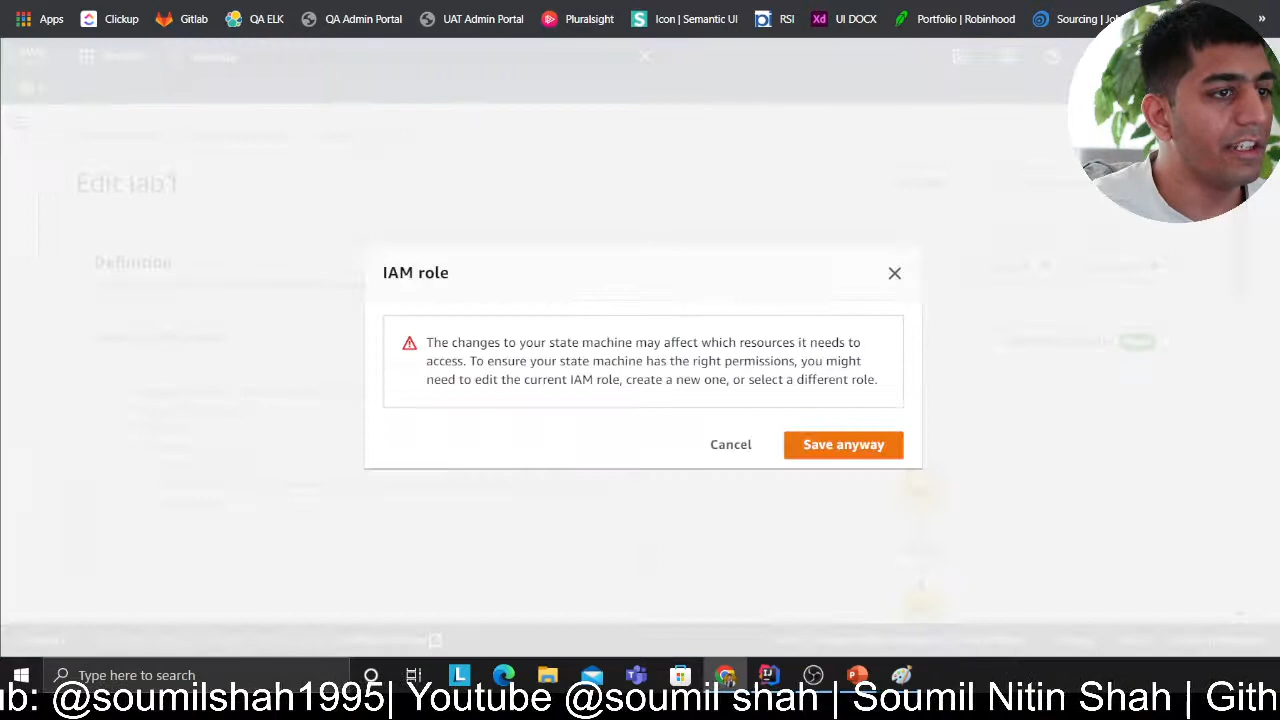 Apps Clickup Gitlab QA ELK QA Admin Portal UAT Admin Portal Pluralsight Icon | Semantic UI RSI UI DOCX Portfolio | Robinhood Sourcing | Jo »
Edit lab1
Definition
IAM role
The changes to your state machine may affect which resources it needs to
access. To ensure your state machine has the right permissions, you might
need to edit the current IAM role, create a new one, or select a different role.
Cancel Save anyway
Type here to search
ub: @soumilshah1995| Youtube @soumil shah | Soumil Nitin Shah | Gith